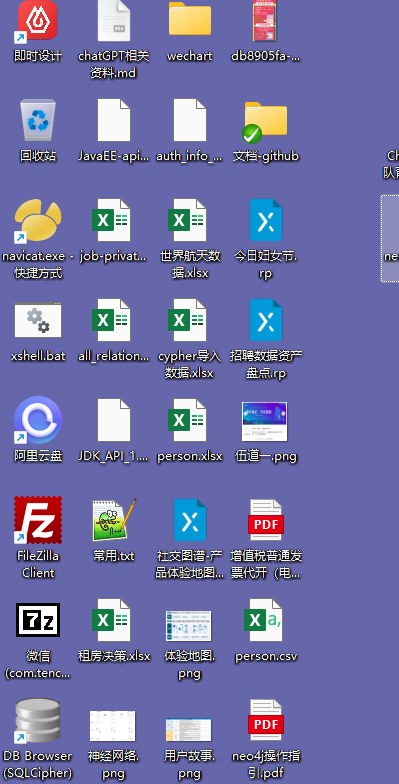 即时设计
chatGPT相关
资料.md
wechart
db8905fa-...
回收站
JavaEE-api...
auth_info_...
文档-github
navicat.exe -
快捷方式
job-privat...
世界航天数
据.xlsx
今日妇女节.
rp
xshell.bat
all_relation...
cypher导入
数据.xlsx
招聘数据资产
盘点.rp
阿里云盘
JDK_API_1....
person.xlsx
伍道一.png
Fz
PDF
FileZilla
Client
常用.txt
社交图谱-产
品体验地图...
增值税普通发
票代开（电...
7z
a,
微信
(com.tenc...
租房决策.xlsx
体验地图.
png
person.csv
PDF
DB Browser
(SQLCipher)
神经网络.
png
用户故事.
png
neo4j操作指
引.pdf
Ch
队
ne